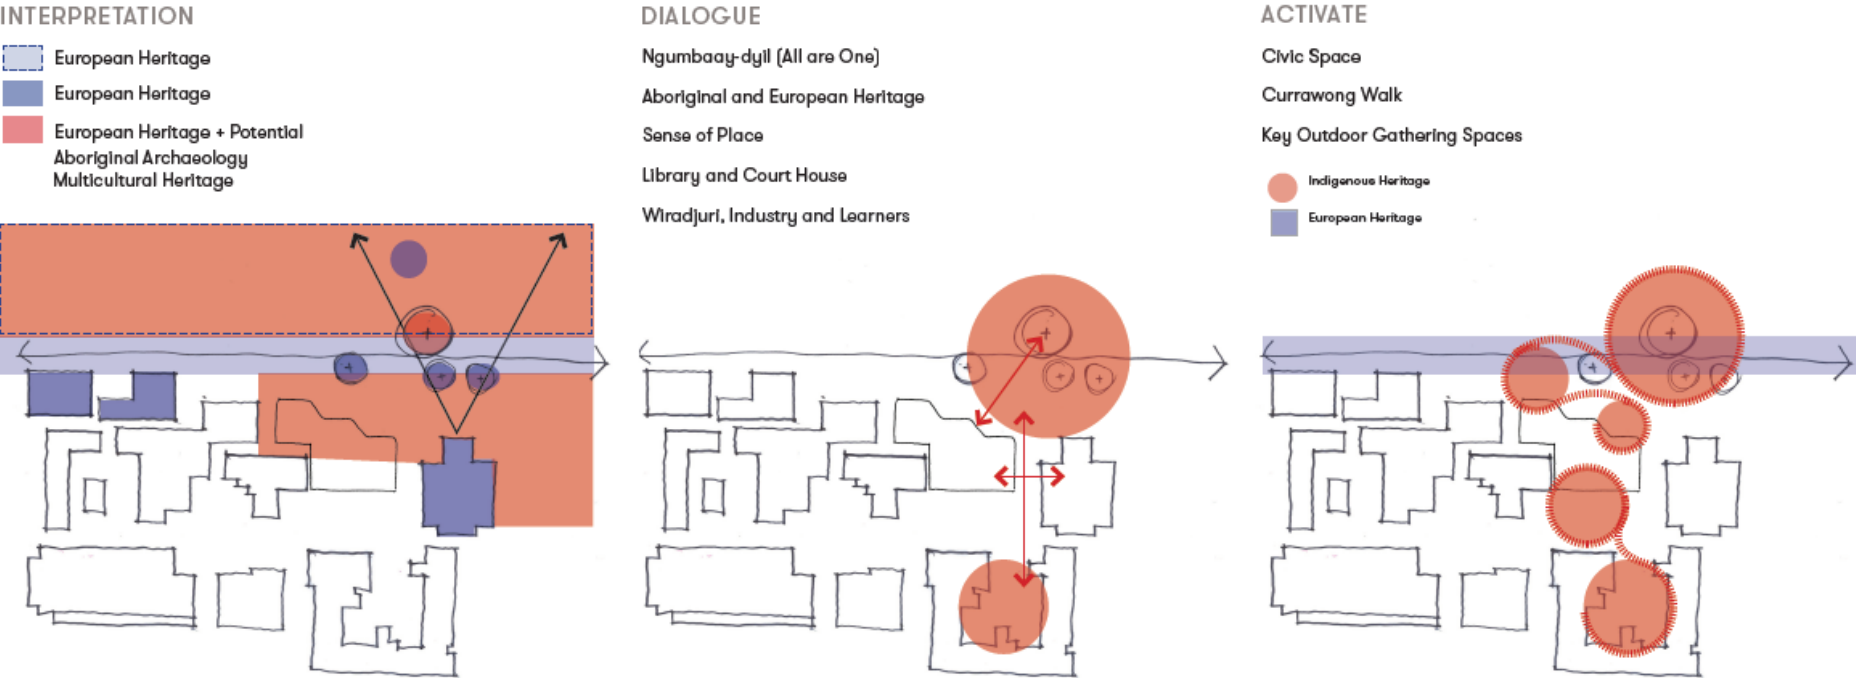 INTERPRETATION
European Heritage
European Heritage
European Heritage + Potential
Aboriginal Archaeology
Multicultural Heritage
DIALOGUE
Ngumbaay-dyil (All are One)
Aboriginal and European Heritage
Sense of Place
Library and Court House
Wiradjuri, Industry and Learners
ACTIVATE
Civic Space
Currawong Walk
Key Outdoor Gathering Spaces
Indigenous Heritage
European Heritage